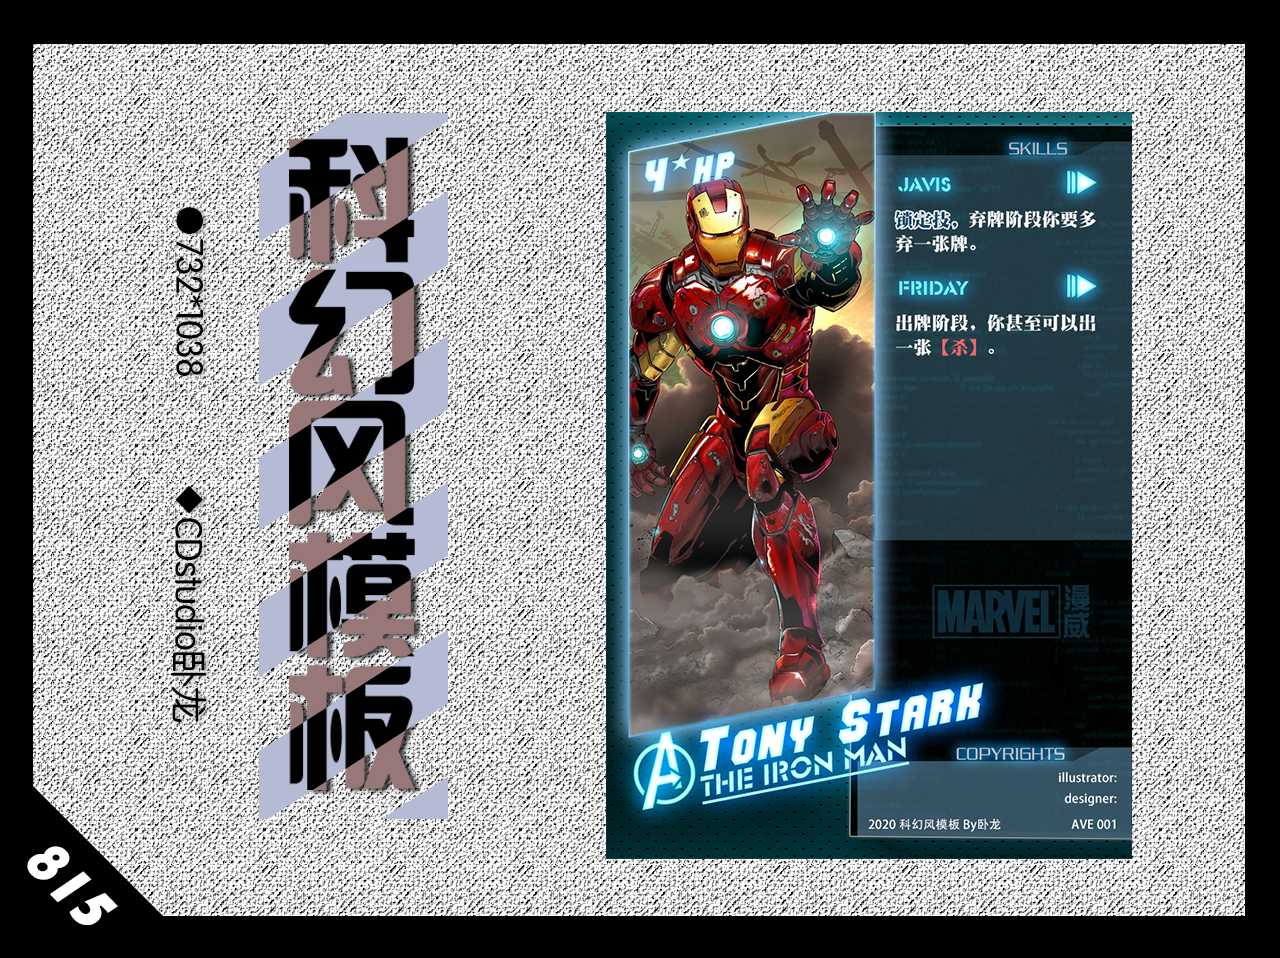 科幻风模板
●732*1038
◆CDstudio卧龙
815
4★HP
SKILLS
JAVIS
锁定技，弃牌阶段你要多
弃一张牌。
FRIDAY
出牌阶段，你甚至可以出
一张【杀】。
MARVEL 漫威
TONY STARK
THE IRON MAN
COPYRIGHTS
illustrator:
designer:
2020 科幻风模板 By卧龙
AVE 001